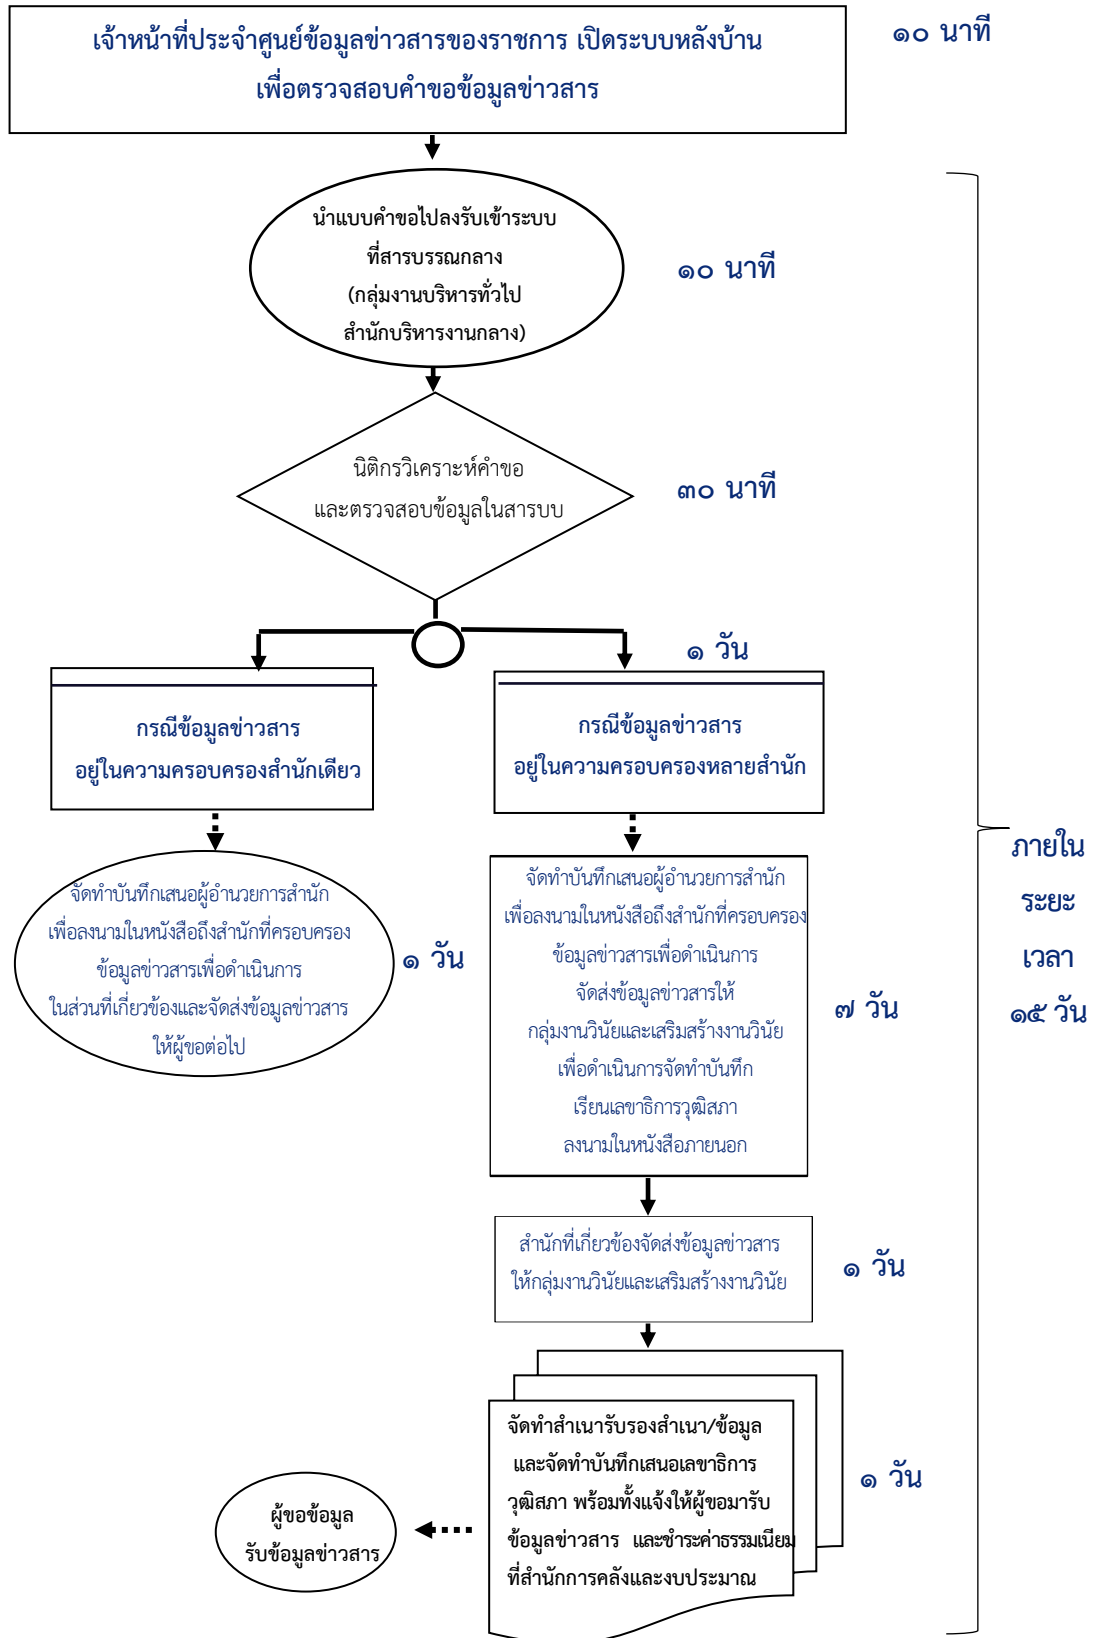 เจ้าหน้าที่ประจำศูนย์ข้อมูลข่าวสารของราชการ เปิดระบบหลังบ้าน
เพื่อตรวจสอบคำขอข้อมูลข่าวสาร
๑๐ นาที
นำแบบคำขอไปลงรับเข้าระบบ
ที่สารบรรณกลาง
(กลุ่มงานบริหารทั่วไป
สำนักบริหารงานกลาง)
๑๐ นาที
นิติกรวิเคราะห์คำขอ
และตรวจสอบข้อมูลในสารบบ
๓๐ นาที
๑ วัน
กรณีข้อมูลข่าวสาร
อยู่ในความครอบครองสำนักเดียว
กรณีข้อมูลข่าวสาร
อยู่ในความครอบครองหลายสำนัก
จัดทำบันทึกเสนอผู้อำนวยการสำนัก
เพื่อลงนามในหนังสือถึงสำนักที่ครอบครอง
ข้อมูลข่าวสารเพื่อดำเนินการ
ในส่วนที่เกี่ยวข้องและจัดส่งข้อมูลข่าวสาร
ให้ผู้ขอต่อไป
๑ วัน
จัดทำบันทึกเสนอผู้อำนวยการสำนัก
เพื่อลงนามในหนังสือถึงสำนักที่ครอบครอง
ข้อมูลข่าวสารเพื่อดำเนินการ
จัดส่งข้อมูลข่าวสารให้
กลุ่มงานวินัยและเสริมสร้างงานวินัย
เพื่อดำเนินการจัดทำบันทึก
เรียนเลขาธิการวุฒิสภา
ลงนามในหนังสือภายนอก
๗ วัน
ภายใน
ระยะ
เวลา
๑๕ วัน
สำนักที่เกี่ยวข้องจัดส่งข้อมูลข่าวสาร
ให้กลุ่มงานวินัยและเสริมสร้างงานวินัย
๑ วัน
จัดทำสำเนารับรองสำเนา/ข้อมูล
และจัดทำบันทึกเสนอเลขาธิการ
วุฒิสภา พร้อมทั้งแจ้งให้ผู้ขอมารับ
ข้อมูลข่าวสาร และชำระค่าธรรมเนียม
ที่สำนักการคลังและงบประมาณ
๑ วัน
ผู้ขอข้อมูล
รับข้อมูลข่าวสาร